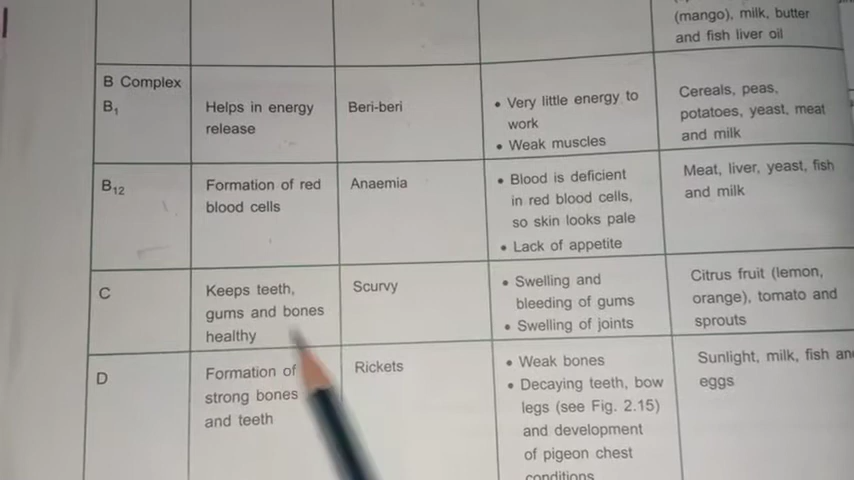 (mango), milk, butter
and fish liver oil
B Complex
B₁
Helps in energy
release
Beri-beri
• Very little energy to
work
• Weak muscles
Cereals, peas,
potatoes, yeast, meat
and milk
B₁₂
Formation of red
blood cells
Anaemia
• Blood is deficient
in red blood cells,
so skin looks pale
• Lack of appetite
Meat, liver, yeast, fish
and milk
C
Keeps teeth,
gums and bones
healthy
Scurvy
• Swelling and
bleeding of gums
• Swelling of joints
Citrus fruit (lemon,
orange), tomato and
sprouts
D
Formation of
strong bones
and teeth
Rickets
• Weak bones
• Decaying teeth, bow
legs (see Fig. 2.15)
and development
of pigeon chest
conditions
Sunlight, milk, fish an
eggs